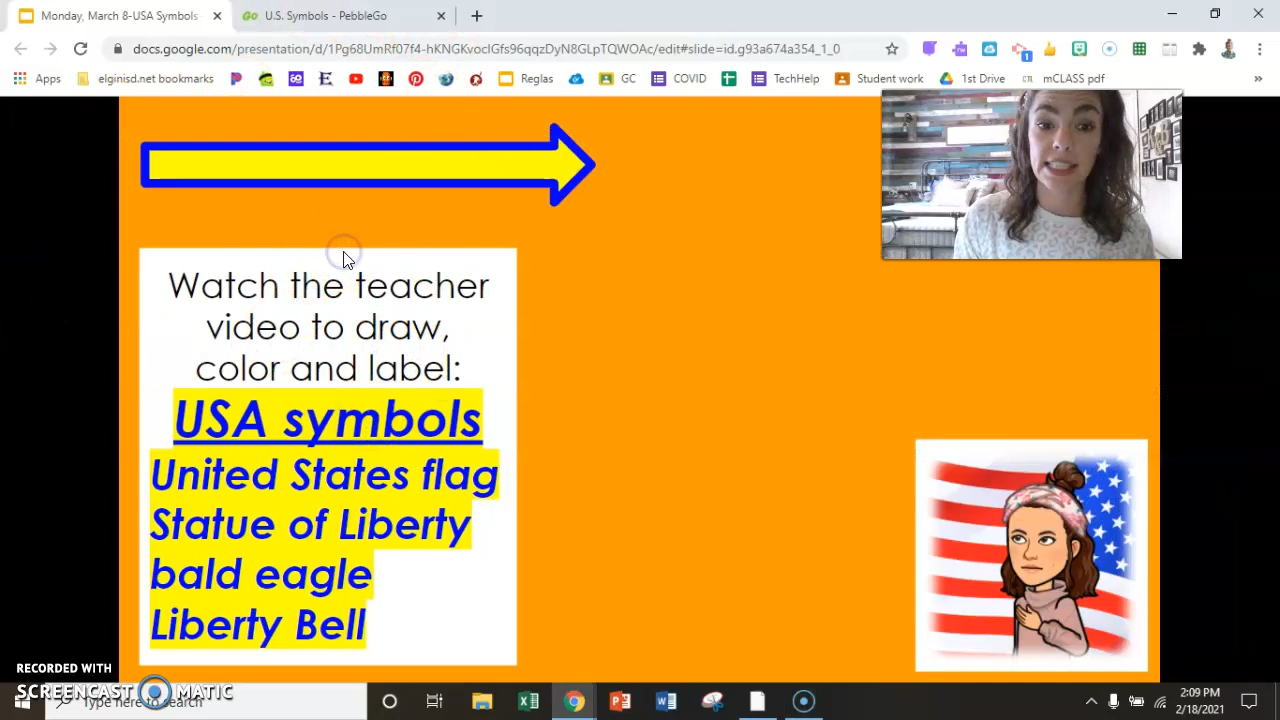 Monday, March 8-USA Symbols
U.S. Symbols - PebbleGo
docs.google.com/presentation/d/1Pg68UmRf07f4-hKNGKvocIGfs96qqzDyN8GLpTQWOAc/edit#slide=id.g93a674a354_1_0
Apps
elginisd.net bookmarks
Reglas
GC
COVID
TechHelp
Student work
1st Drive
mCLASS pdf
Watch the teacher
video to draw,
color and label:
USA symbols
United States flag
Statue of Liberty
bald eagle
Liberty Bell
RECORDED WITH
SCREENCAST MATIC
Type here to search
2:09 PM
2/18/2021